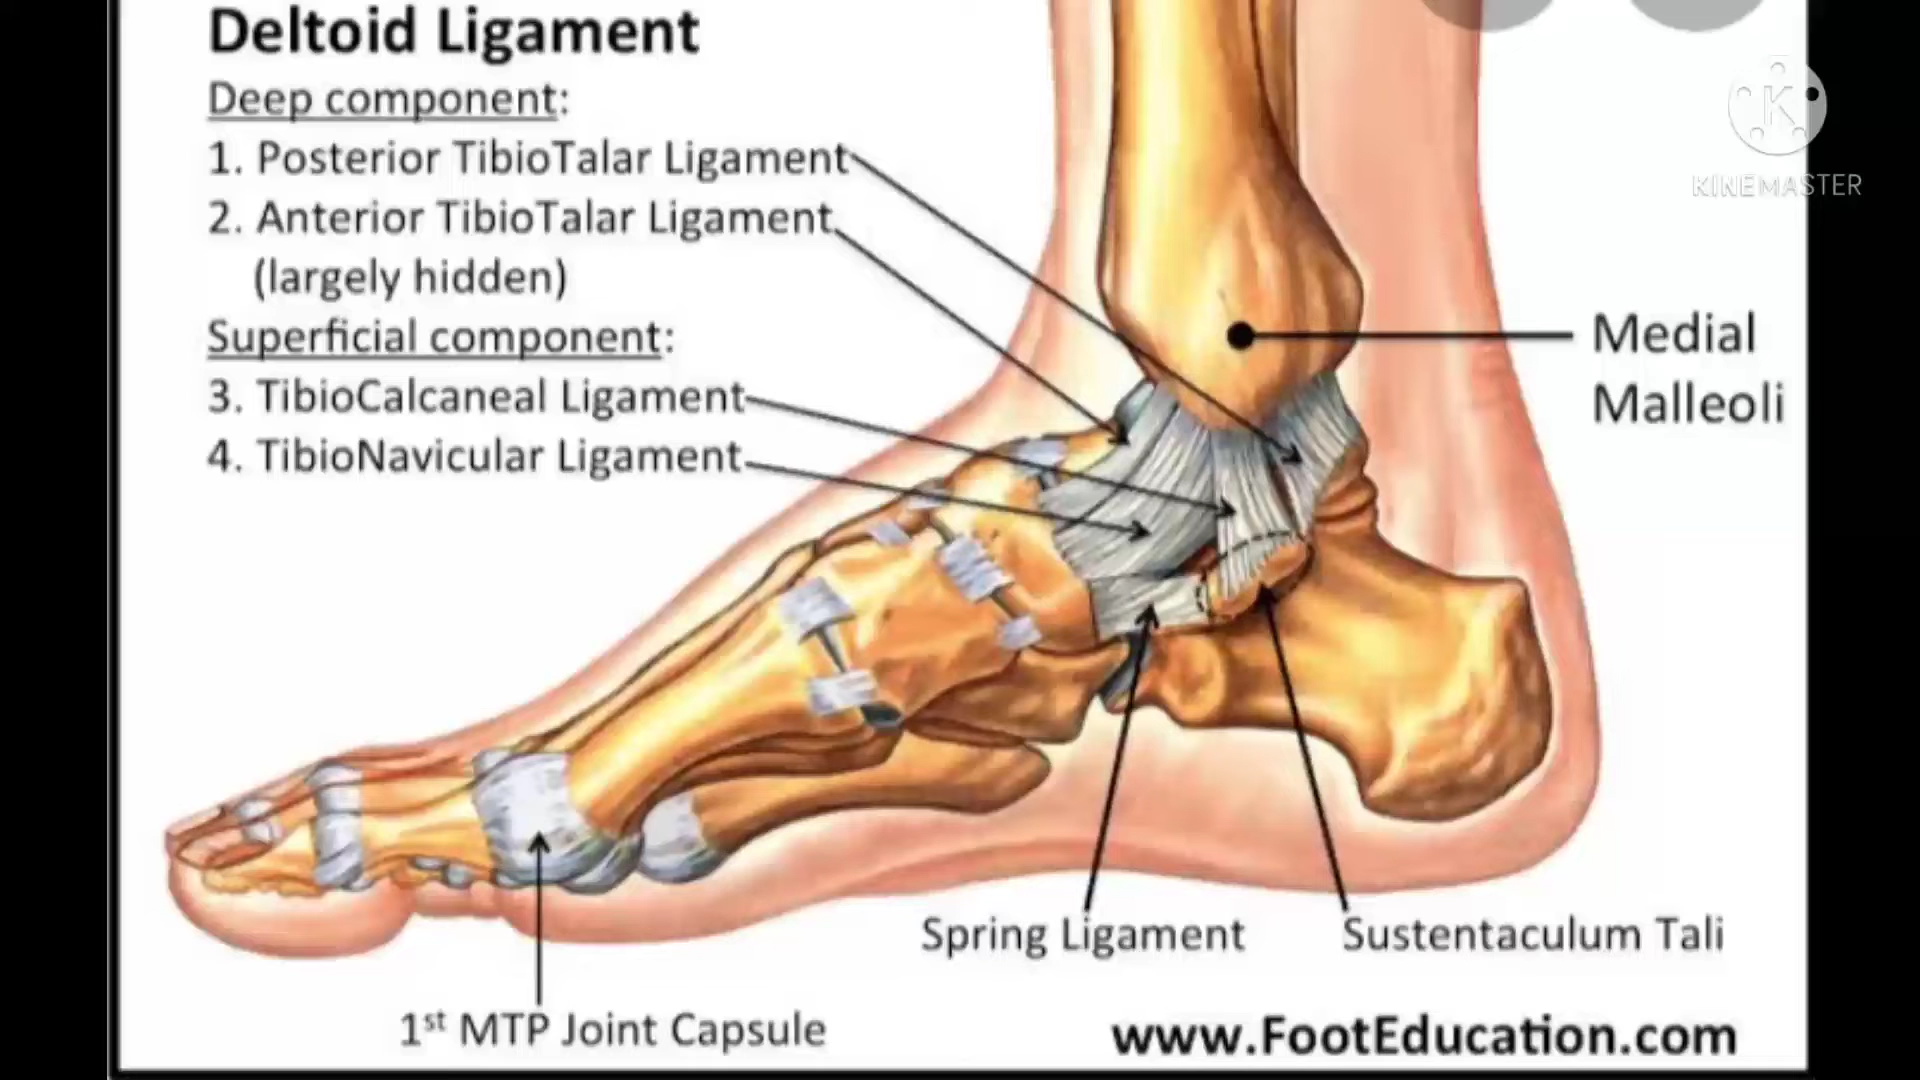 Deltoid Ligament
Deep component:
1. Posterior TibioTalar Ligament
2. Anterior TibioTalar Ligament
(largely hidden)
Superficial component:
3. TibioCalcaneal Ligament
4. TibioNavicular Ligament
K
KINEMASTER
Medial
Malleoli
Spring Ligament
Sustentaculum Tali
1st MTP Joint Capsule
www.FootEducation.com